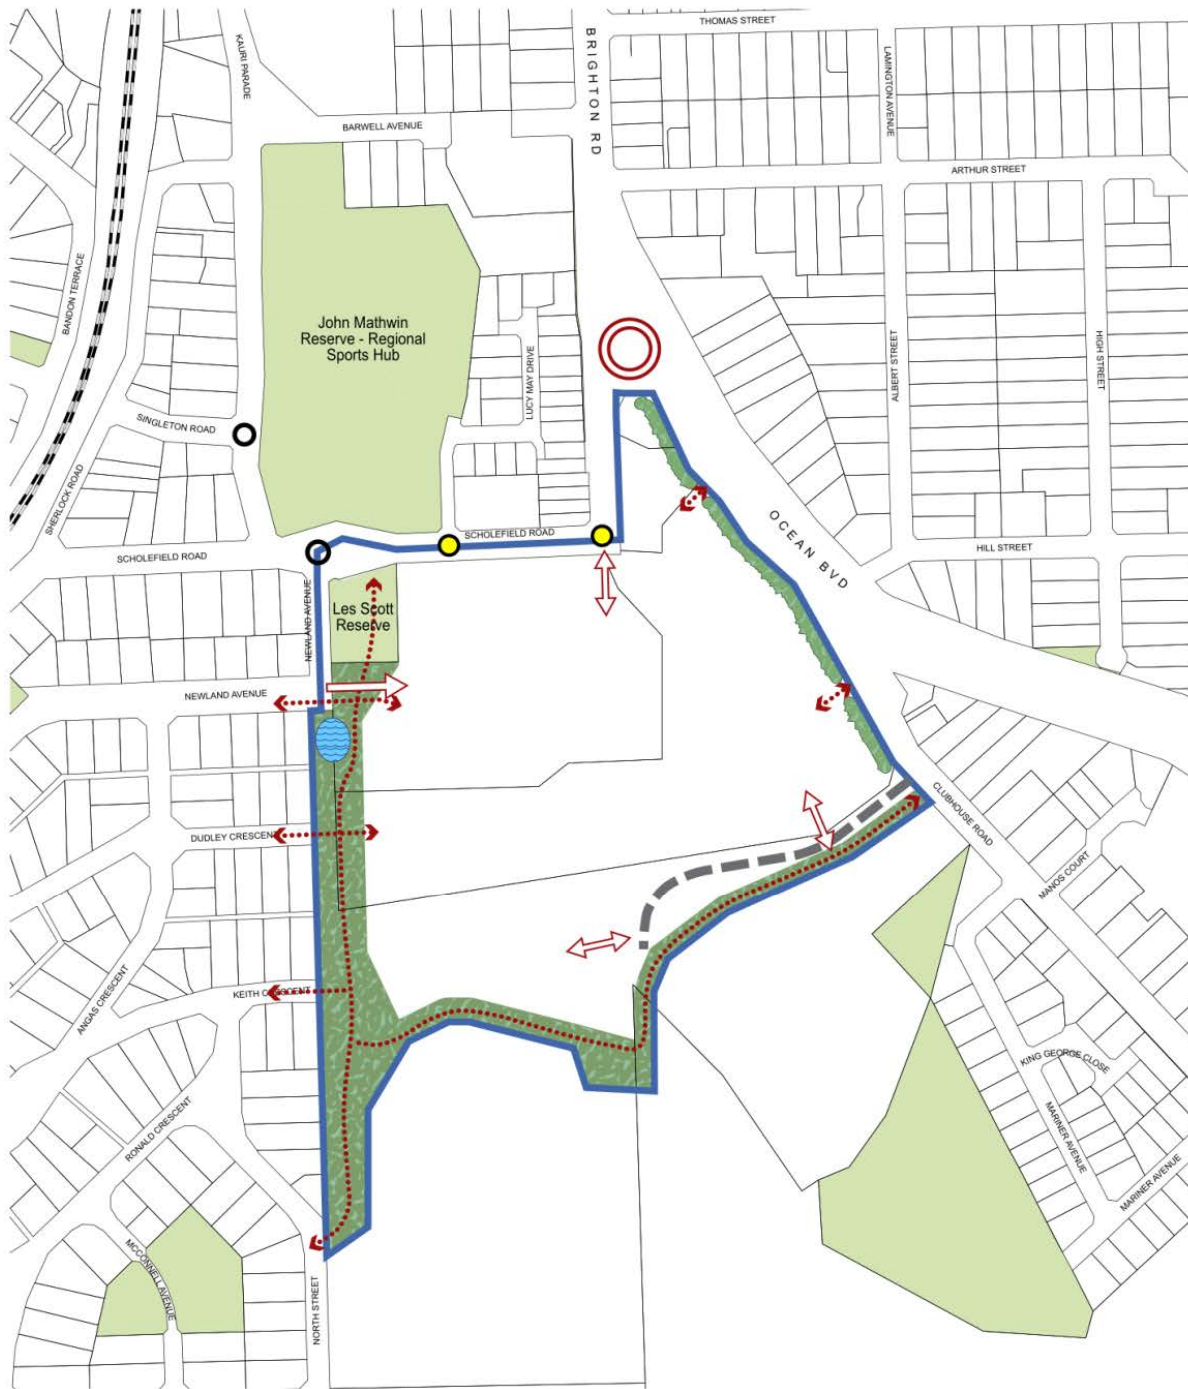 THOMAS STREET
KAURI PARADE
BRIGHTON RD
LAMINGTON AVENUE
BARWELL AVENUE
ARTHUR STREET
BANDON TERRACE
John Mathwin
Reserve - Regional
Sports Hub
LUCY MAY DRIVE
ALBERT STREET
HIGH STREET
SINGLETON ROAD
SHERLOCK ROAD
SCHOLEFIELD ROAD
OCEAN BVD
HILL STREET
SCHOLEFIELD ROAD
NEWLAND AVENUE
Les Scott
Reserve
NEWLAND AVENUE
CLUBHOUSE ROAD
DUDLEY CRESCENT
MANOS COURT
ANGAS CRESCENT
KEITH CRESCENT
KING GEORGE CLOSE
RONALD CRESCENT
MARINER AVENUE
MARINER AVENUE
MCCONNELL AVENUE
NORTH STREET